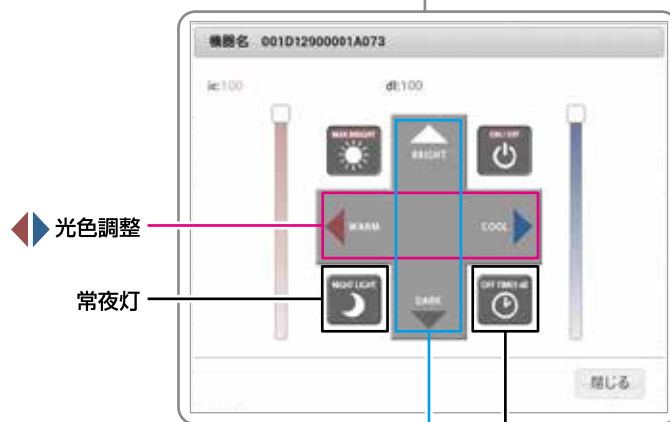 機器名 001D12900001A073
ic:100 dl:100
MAX BRIGHT
ON / OFF
BRIGHT
光色調整
WARM
COOL
常夜灯
NIGHT LIGHT
DARK
閉じる